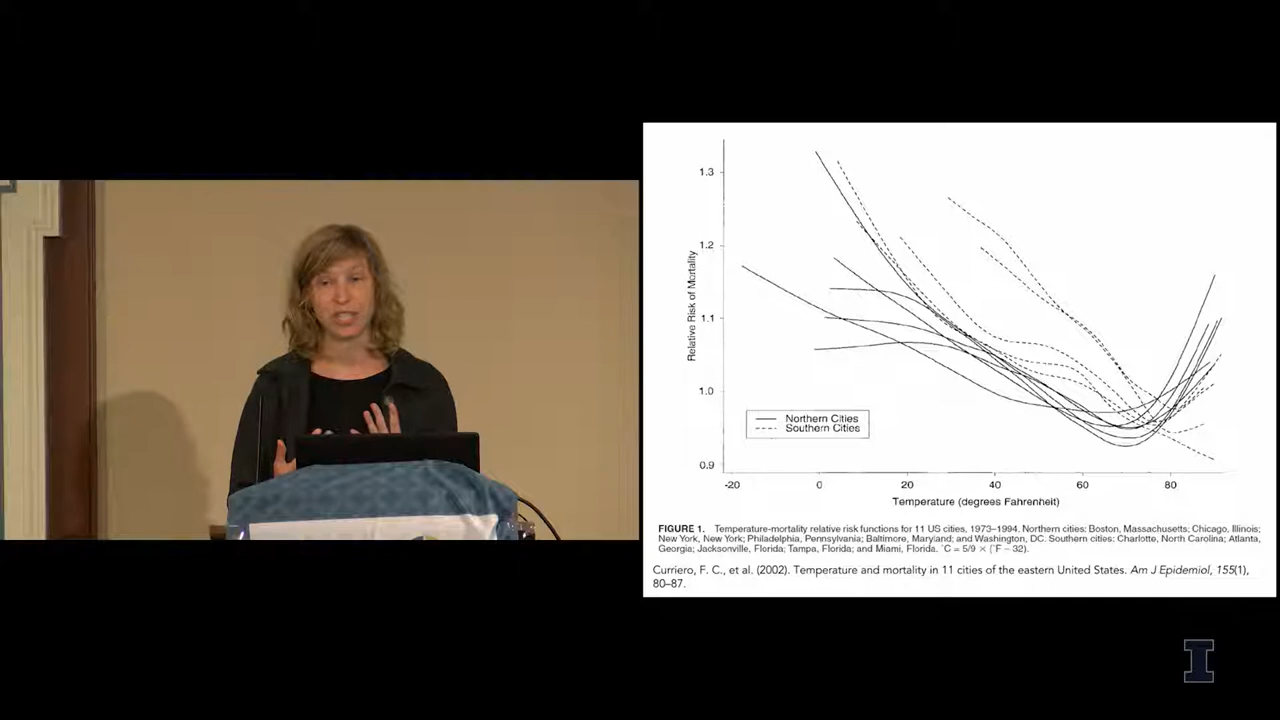 1.3
1.2
1.1
1.0
0.9
Relative Risk of Mortality
Northern Cities
Southern Cities
-20 0 20 40 60 80
Temperature (degrees Fahrenheit)
FIGURE 1. Temperature-mortality relative risk functions for 11 US cities, 1973–1994. Northern cities: Boston, Massachusetts; Chicago, Illinois;
New York, New York; Philadelphia, Pennsylvania; Baltimore, Maryland; and Washington, DC. Southern cities: Charlotte, North Carolina; Atlanta,
Georgia; Jacksonville, Florida; Tampa, Florida; and Miami, Florida. °C = 5/9 × (°F − 32).
Curriero, F. C., et al. (2002). Temperature and mortality in 11 cities of the eastern United States. Am J Epidemiol, 155(1),
80–87.
I